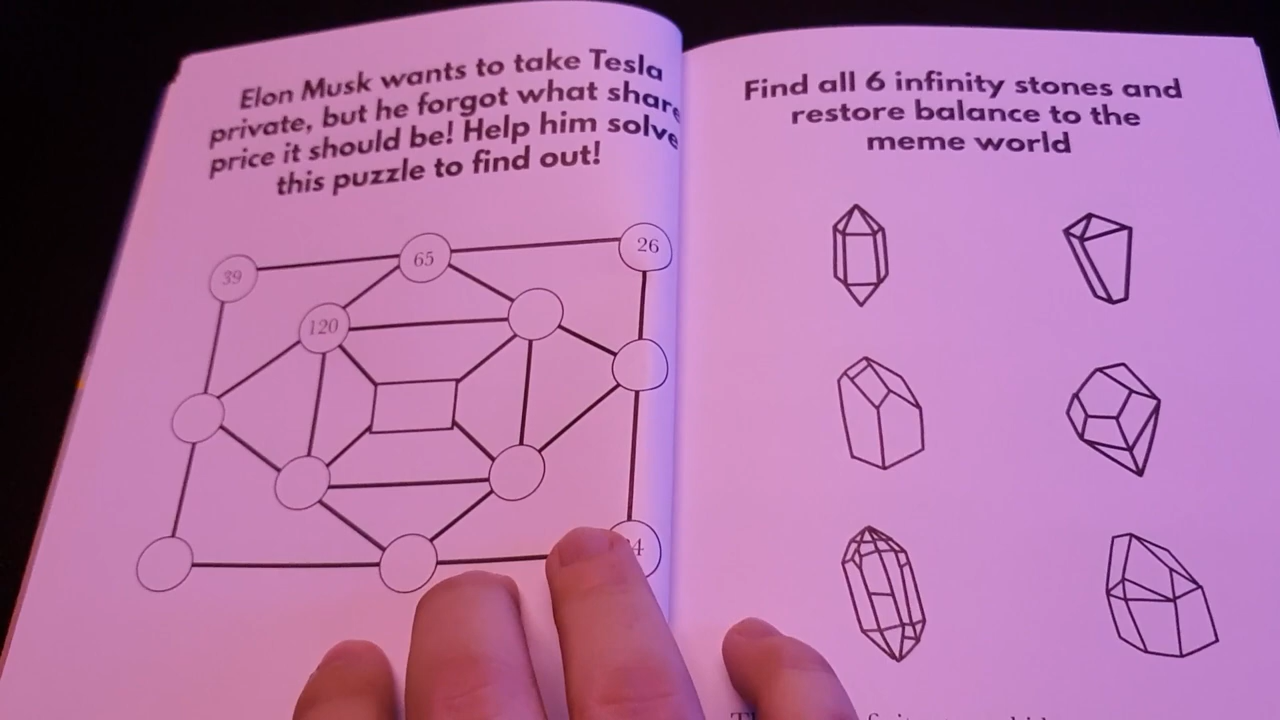 Elon Musk wants to take Tesla
private, but he forgot what share
price it should be! Help him solve
this puzzle to find out!
39
65
26
120
Find all 6 infinity stones and
restore balance to the
meme world